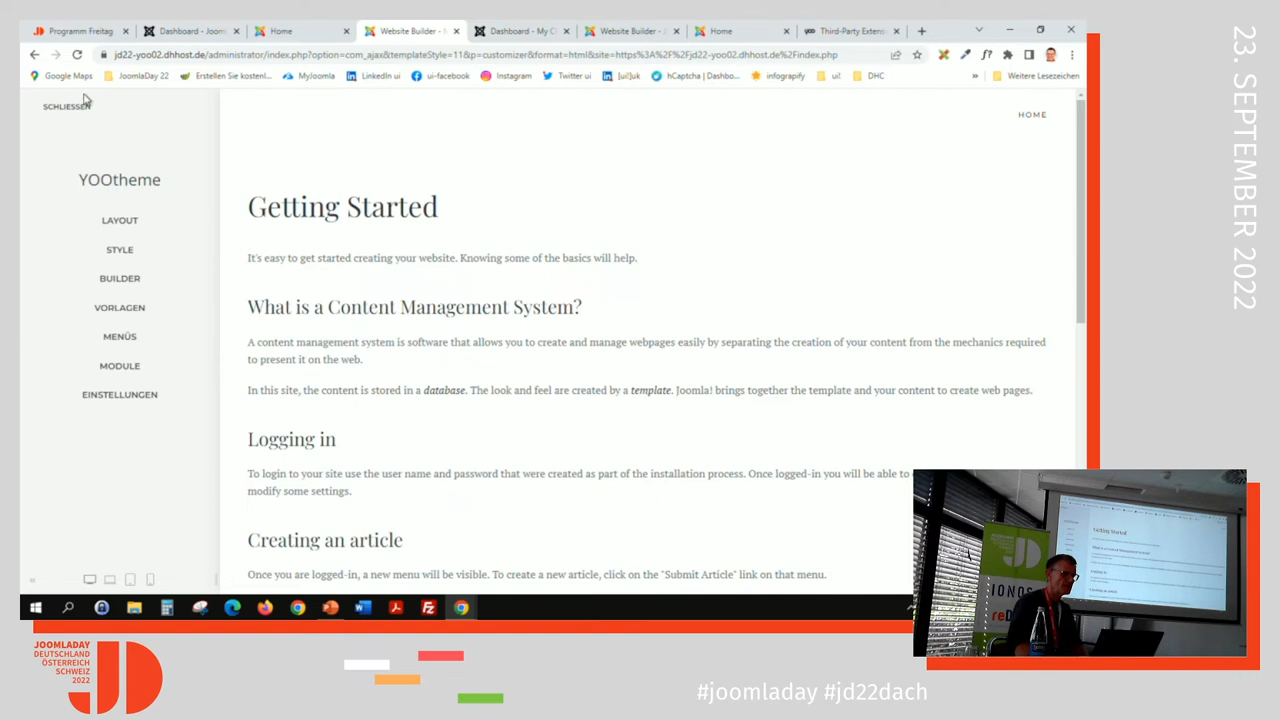 Programm Freitag
Dashboard - Joom
Home
Website Builder - 
Dashboard - My C
Website Builder - J
Home
Third-Party Extens
jd22-yoo02.dhhost.de/administrator/index.php?option=com_ajax&templateStyle=11&p=customizer&format=html&site=https%3A%2F%2Fjd22-yoo02.dhhost.de%2Findex.php
Google Maps
JoomlaDay 22
Erstellen Sie kostenl...
MyJoomla
LinkedIn ui
ui-facebook
Instagram
Twitter ui
[ui!]uk
hCaptcha | Dashbo...
infograpify
ui!
DHC
»
Weitere Lesezeichen
SCHLIESSEN
HOME
YOOtheme
LAYOUT
STYLE
BUILDER
VORLAGEN
MENÜS
MODULE
EINSTELLUNGEN
Getting Started
It's easy to get started creating your website. Knowing some of the basics will help.
What is a Content Management System?
A content management system is software that allows you to create and manage webpages easily by separating the creation of your content from the mechanics required
to present it on the web.
In this site, the content is stored in a database. The look and feel are created by a template. Joomla! brings together the template and your content to create web pages.
Logging in
To login to your site use the user name and password that were created as part of the installation process. Once logged-in you will be able to
modify some settings.
Creating an article
Once you are logged-in, a new menu will be visible. To create a new article, click on the "Submit Article" link on that menu.
23. SEPTEMBER 2022
Getting Started
IONOS
JOOMLADAY
DEUTSCHLAND
ÖSTERREICH
SCHWEIZ
2022
#joomladay #jd22dach